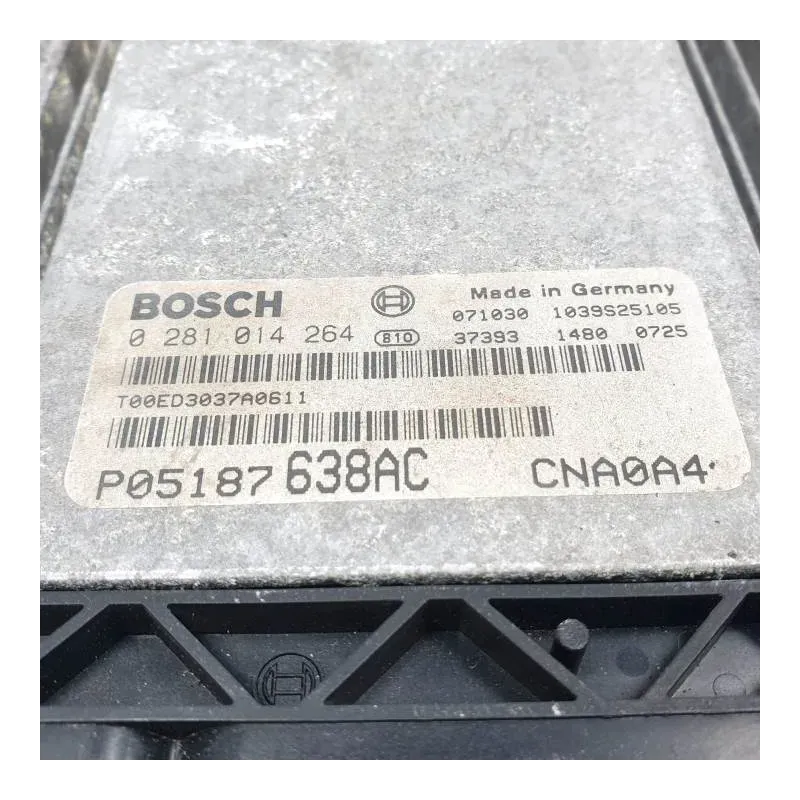 BOSCH Made in Germany
071030 1039S25105
0 281 014 264 810 37393 1480 0725
T00ED3037A0611
P05187638AC CNA0A4